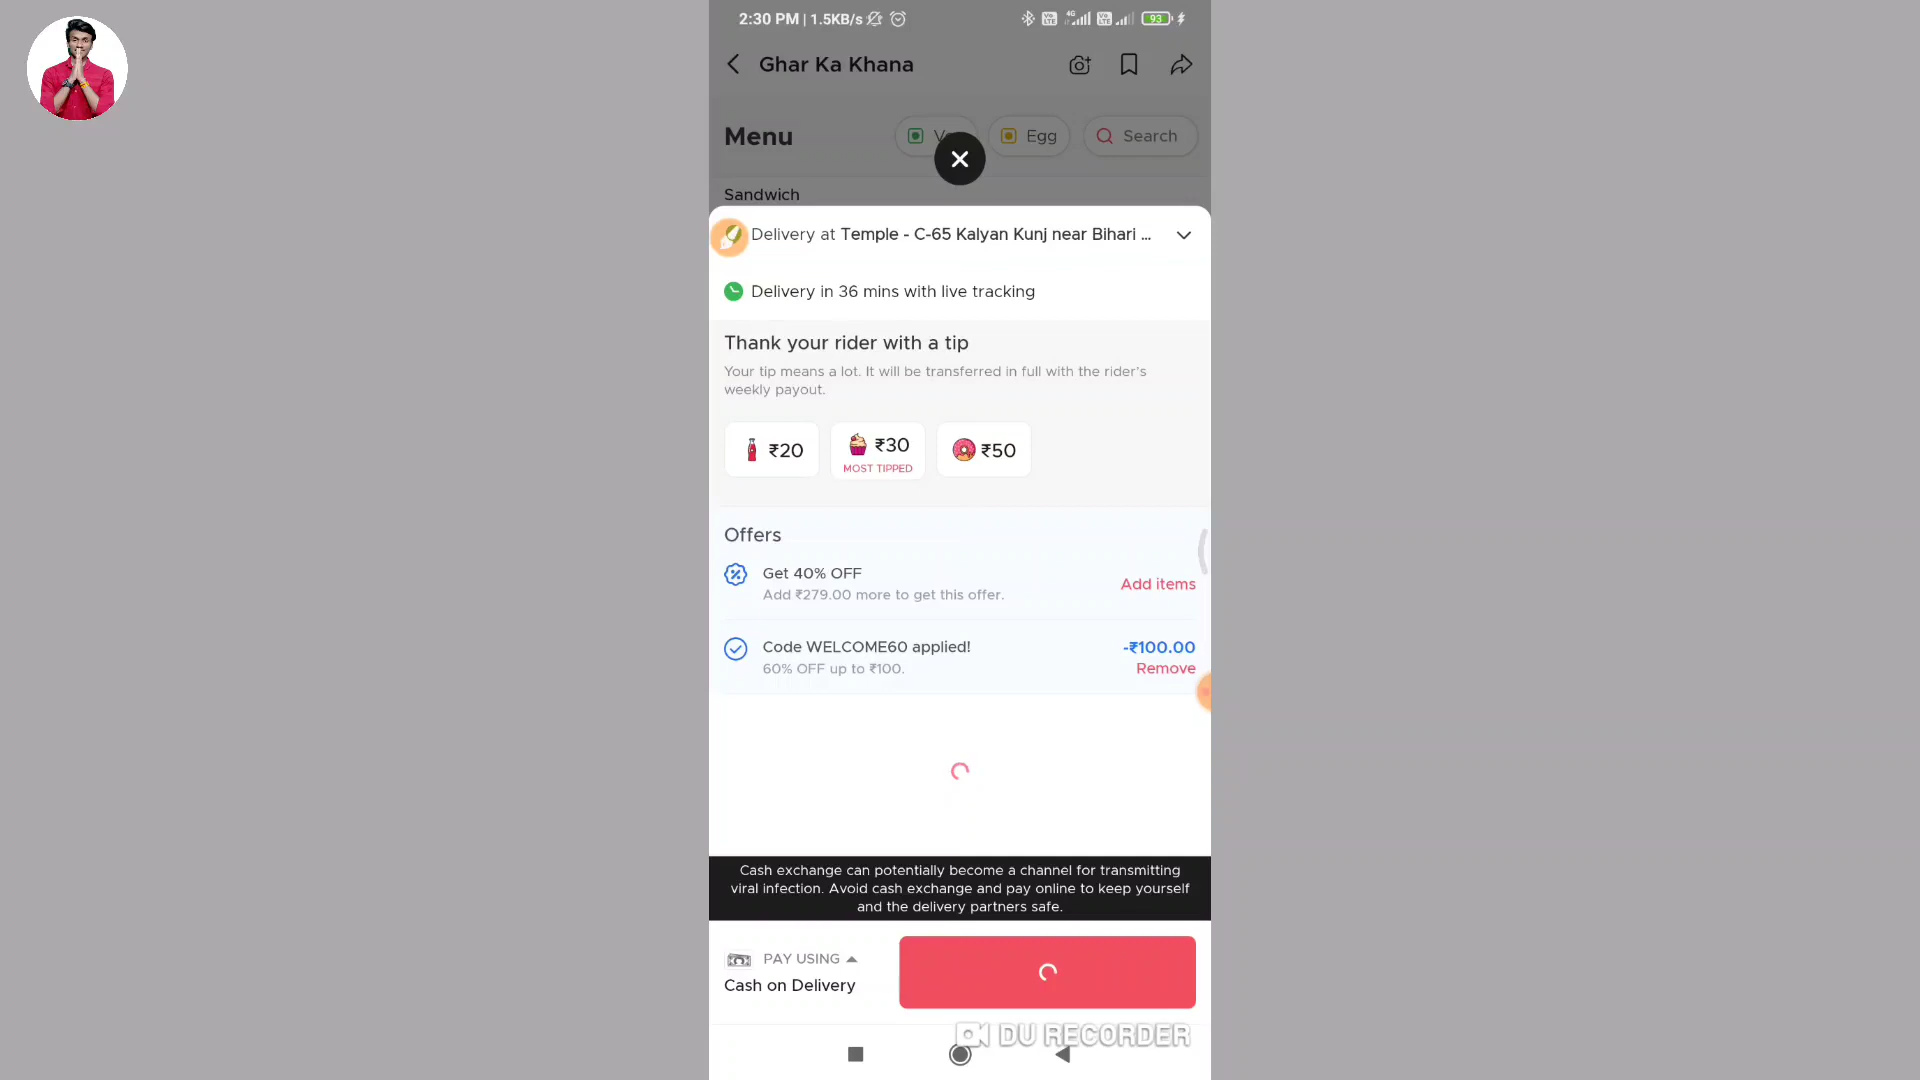 2:30 PM | 1.5KB/s
4G
93
Ghar Ka Khana
Menu
Egg
Search
Sandwich
Delivery at Temple - C-65 Kalyan Kunj near Bihari ...
Delivery in 36 mins with live tracking
Thank your rider with a tip
Your tip means a lot. It will be transferred in full with the rider's
weekly payout.
₹20
₹30
MOST TIPPED
₹50
Offers
Get 40% OFF
Add ₹279.00 more to get this offer.
Add items
Code WELCOME60 applied!
-₹100.00
60% OFF up to ₹100.
Remove
Cash exchange can potentially become a channel for transmitting
viral infection. Avoid cash exchange and pay online to keep yourself
and the delivery partners safe.
PAY USING
Cash on Delivery
DU RECORDER